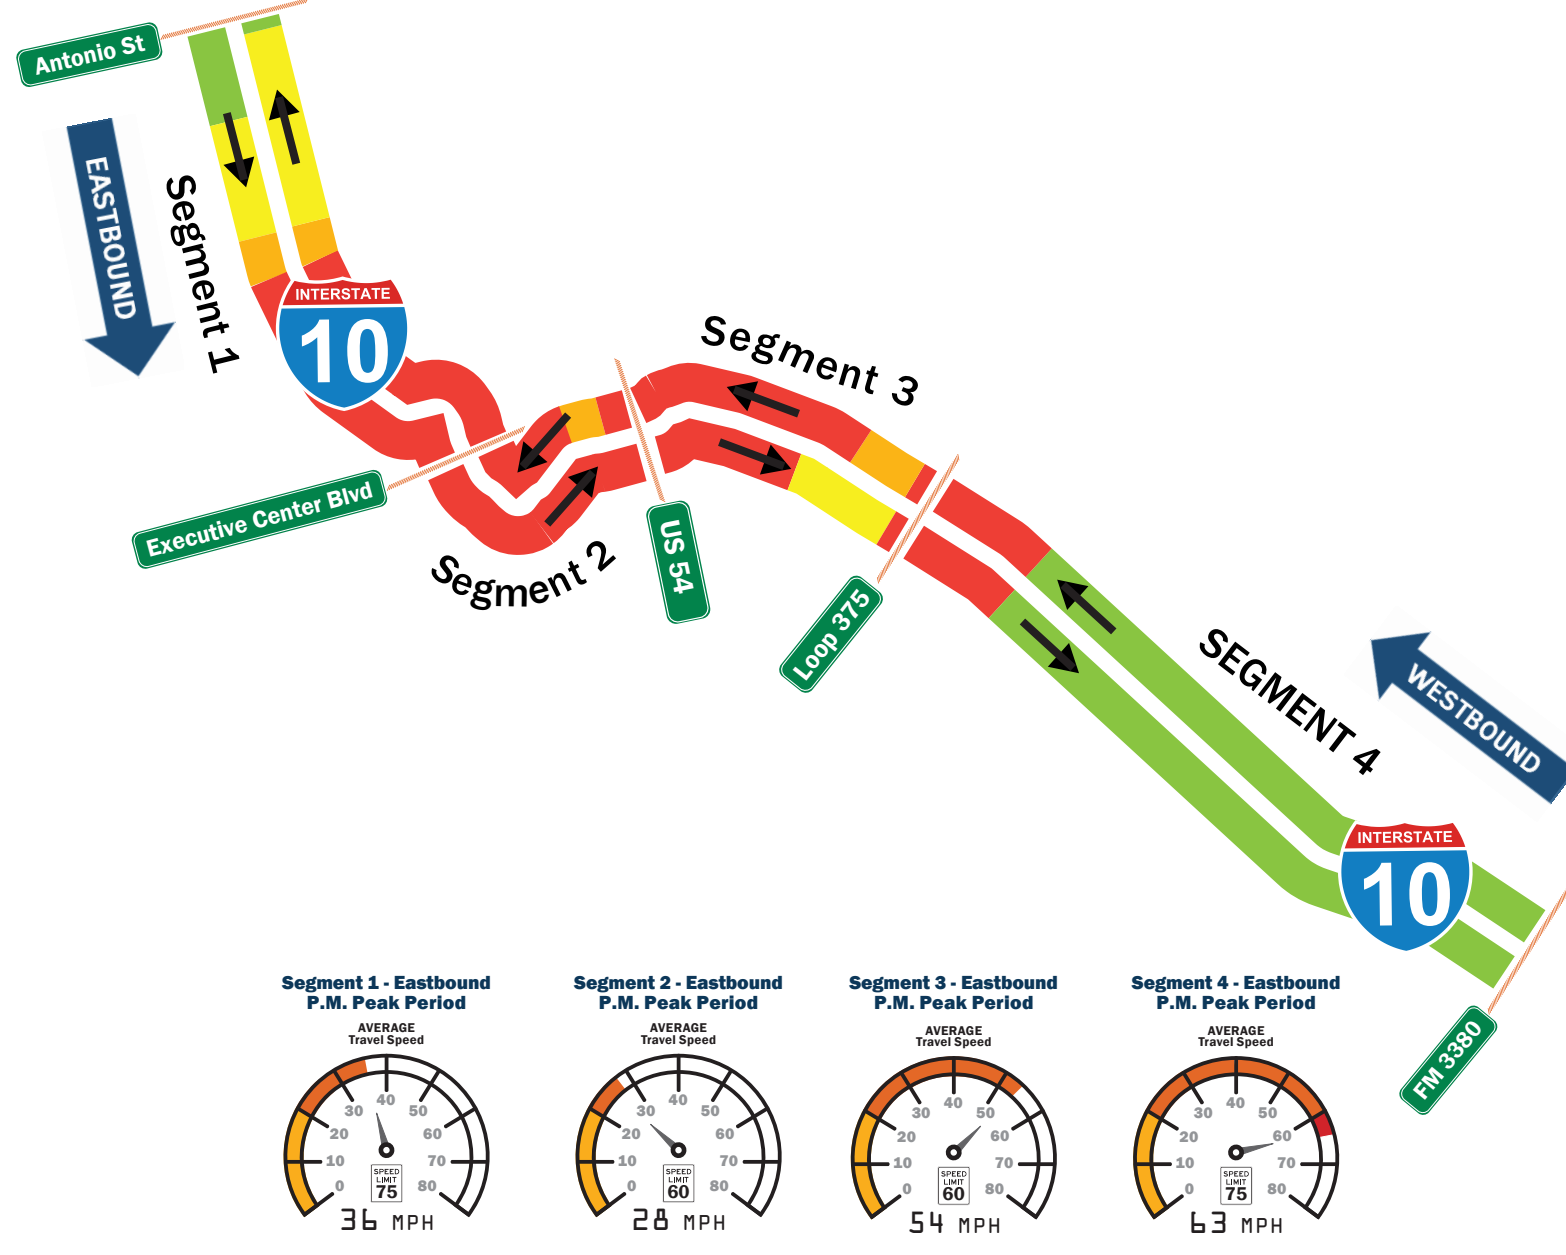 Antonio St
EASTBOUND
Segment 1
INTERSTATE
10
Segment 3
Executive Center Blvd
Segment 2
US 54
Loop 375
SEGMENT 4
WESTBOUND
INTERSTATE
10
FM 3380
Segment 1 - Eastbound
P.M. Peak Period
AVERAGE
Travel Speed
0
10
20
30
40
50
60
70
80
SPEED
LIMIT
75
36 MPH
Segment 2 - Eastbound
P.M. Peak Period
AVERAGE
Travel Speed
0
10
20
30
40
50
60
70
80
SPEED
LIMIT
60
28 MPH
Segment 3 - Eastbound
P.M. Peak Period
AVERAGE
Travel Speed
0
10
20
30
40
50
60
70
80
SPEED
LIMIT
60
54 MPH
Segment 4 - Eastbound
P.M. Peak Period
AVERAGE
Travel Speed
0
10
20
30
40
50
60
70
80
SPEED
LIMIT
75
63 MPH